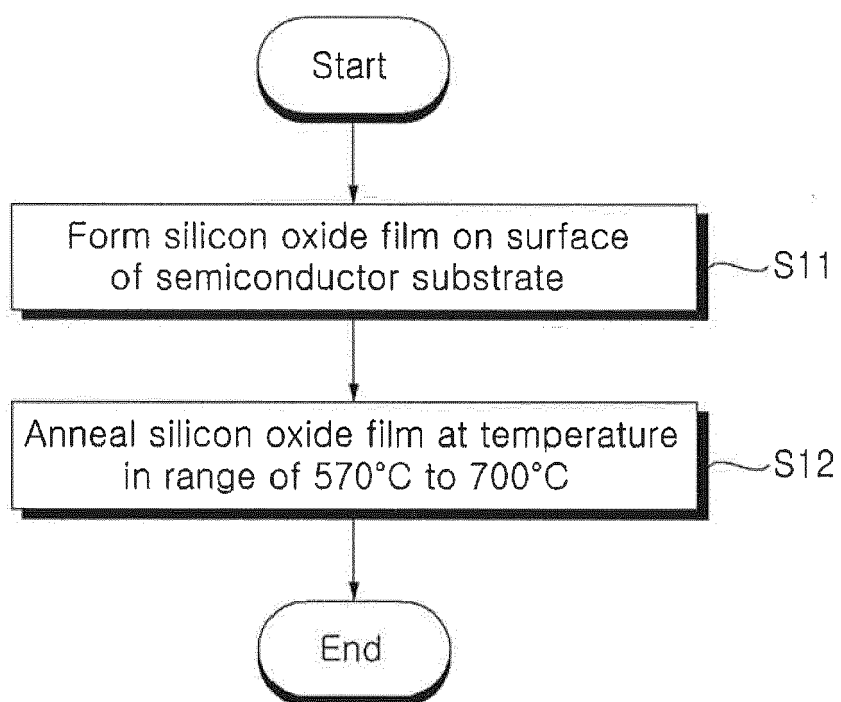 Start
Form silicon oxide film on surface
of semiconductor substrate
S11
Anneal silicon oxide film at temperature
in range of 570°C to 700°C
S12
End